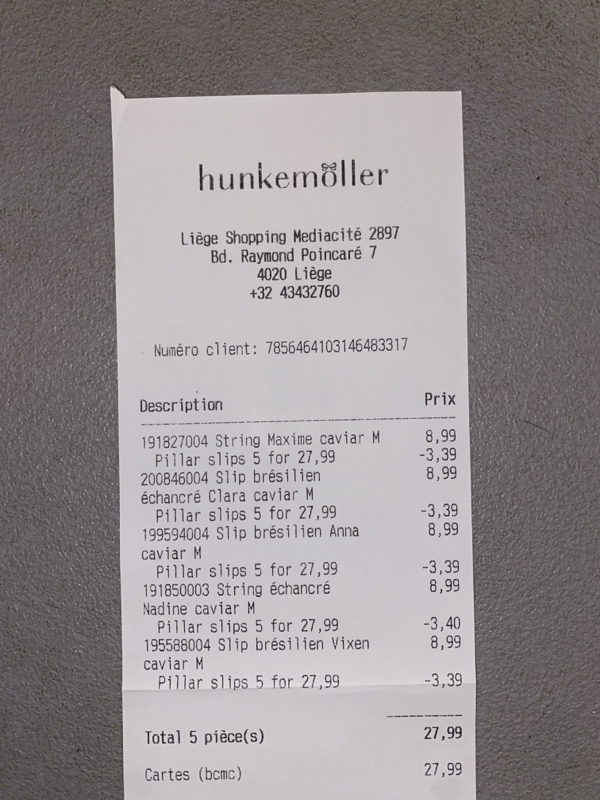 hunkemöller
Liège Shopping Mediacité 2897
Bd. Raymond Poincaré 7
4020 Liège
+32 43432760
Numéro client: 7856464103146483317
Description Prix
191827004 String Maxime caviar M 8,99
Pillar slips 5 for 27,99 -3,39
200846004 Slip brésilien 8,99
échancré Clara caviar M
Pillar slips 5 for 27,99 -3,39
199594004 Slip brésilien Anna 8,99
caviar M
Pillar slips 5 for 27,99 -3,39
191850003 String échancré 8,99
Nadine caviar M
Pillar slips 5 for 27,99 -3,40
195588004 Slip brésilien Vixen 8,99
caviar M
Pillar slips 5 for 27,99 -3,39
Total 5 pièce(s) 27,99
Cartes (bcmc) 27,99